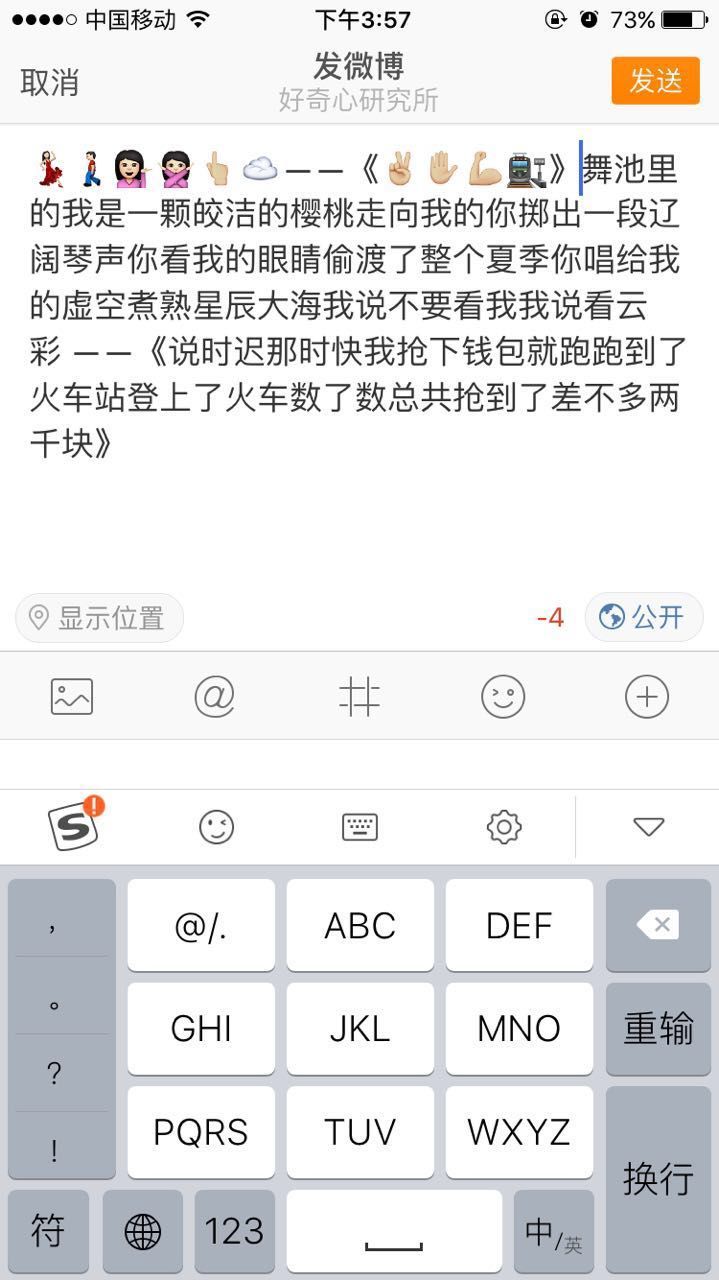 中国移动 下午3:57 73%
取消 发微博 发送
好奇心研究所
💃🚶💁🙅👆☁️——《✌️✋💪🚉》舞池里
的我是一颗皎洁的樱桃走向我的你掷出一段辽
阔琴声你看我的眼睛偷渡了整个夏季你唱给我
的虚空煮熟星辰大海我说不要看我我说看云
彩 ——《说时迟那时快我抢下钱包就跑跑到了
火车站登上了火车数了数总共抢到了差不多两
千块》
显示位置 -4 公开
S !
， @/. ABC DEF
。 GHI JKL MNO 重输
? PQRS TUV WXYZ
! 换行
符 123 中/英